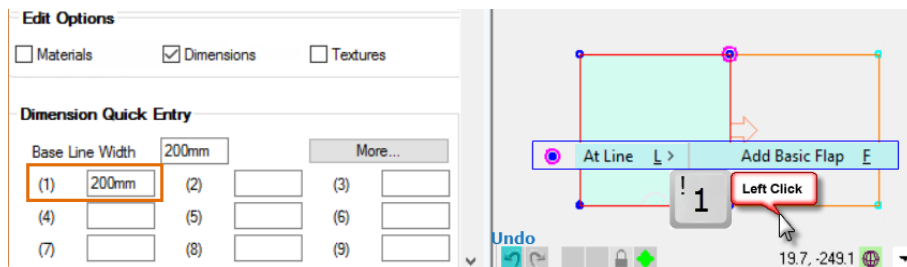 Edit Options
Materials Dimensions Textures
Dimension Quick Entry
Base Line Width 200mm More...
(1) 200mm (2) (3)
(4) (5) (6)
(7) (8) (9)
At Line L > Add Basic Flap F
! 1 Left Click
Undo
19.7, -249.1